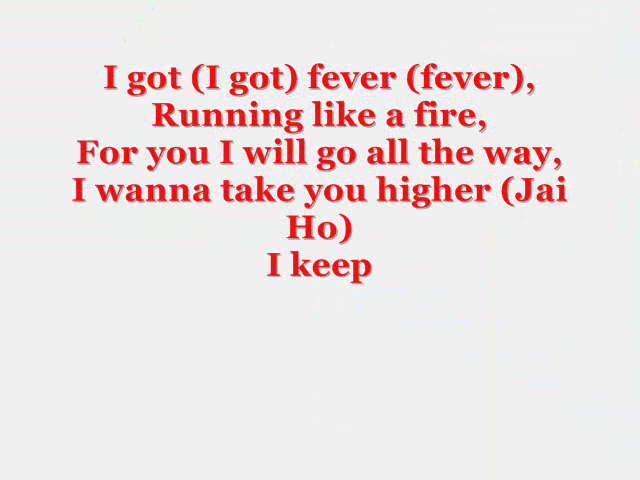 I got (I got) fever (fever),
Running like a fire,
For you I will go all the way,
I wanna take you higher (Jai
Ho)
I keep